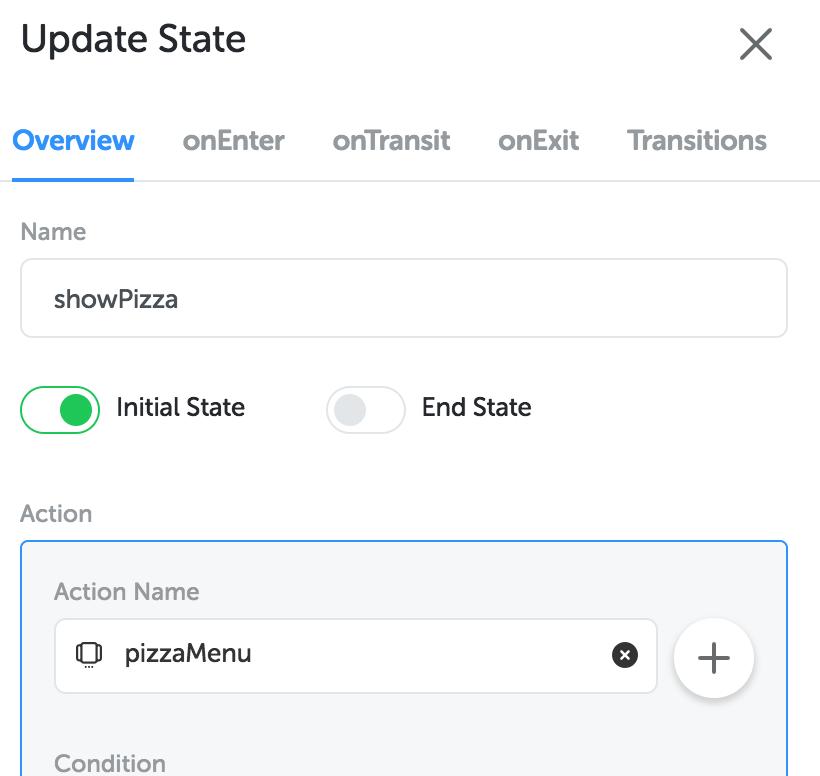 Update State
Overview onEnter onTransit onExit Transitions
Name
showPizza
Initial State End State
Action
Action Name
pizzaMenu
Condition